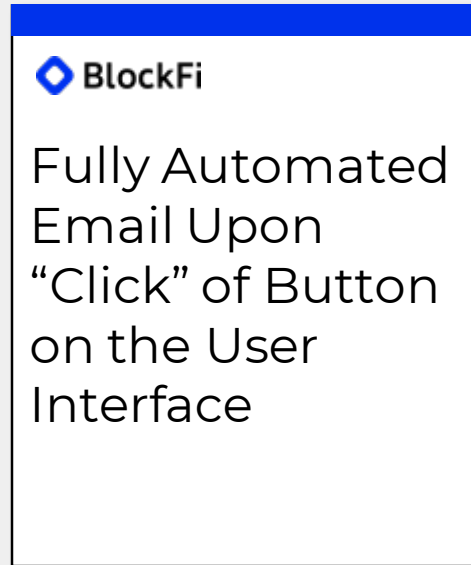 BlockFi
Fully Automated
Email Upon
“Click” of Button
on the User
Interface